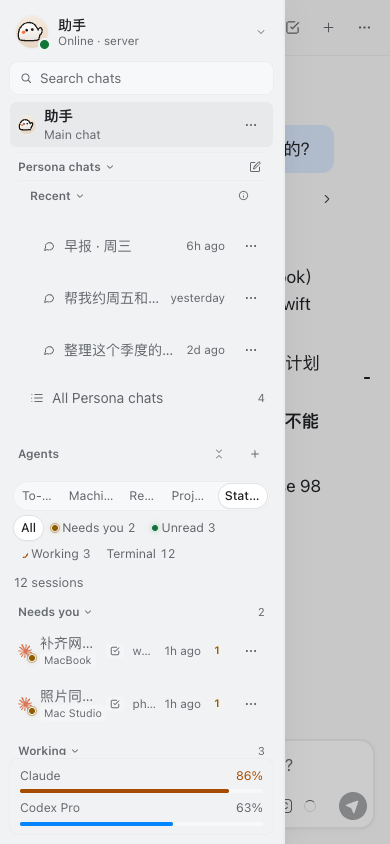 助手
Online · server
Search chats
助手
Main chat
的?
Persona chats
Recent
早报 · 周三
6h ago
ok)
wift
帮我约周五和...
yesterday
整理这个季度的...
2d ago
计划
All Persona chats
4
不能
Agents
e 98
To-...
Machi...
Re...
Proj...
Stat...
All
Needs you 2
Unread 3
Working 3
Terminal 12
12 sessions
Needs you
2
补齐网...
w...
1h ago
1
MacBook
照片同...
ph...
1h ago
1
Mac Studio
Working
3
Claude
86%
?
Codex Pro
63%